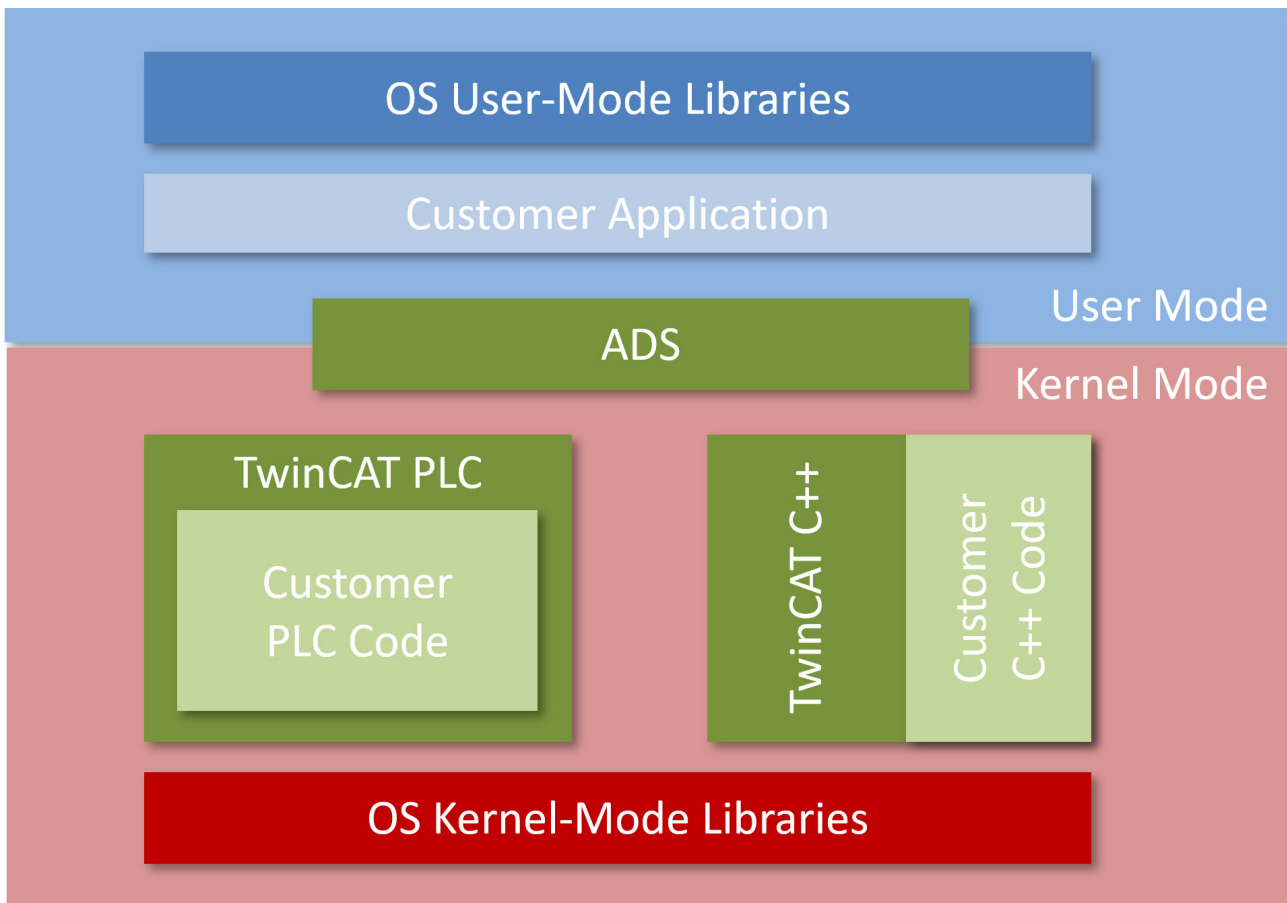 OS User-Mode Libraries
Customer Application
User Mode
ADS
Kernel Mode
TwinCAT PLC
Customer
PLC Code
TwinCAT C++
Customer
C++ Code
OS Kernel-Mode Libraries